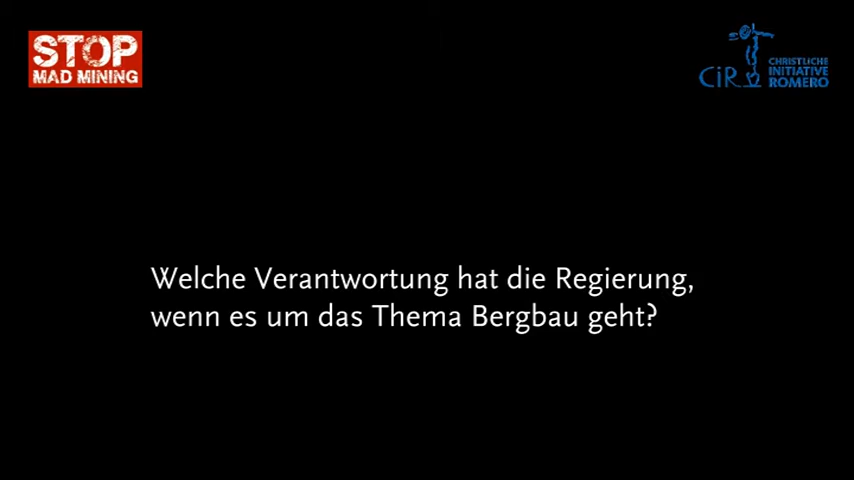 STOP
MAD MINING
CiR
CHRISTLICHE
INITIATIVE
ROMERO
Welche Verantwortung hat die Regierung,
wenn es um das Thema Bergbau geht?